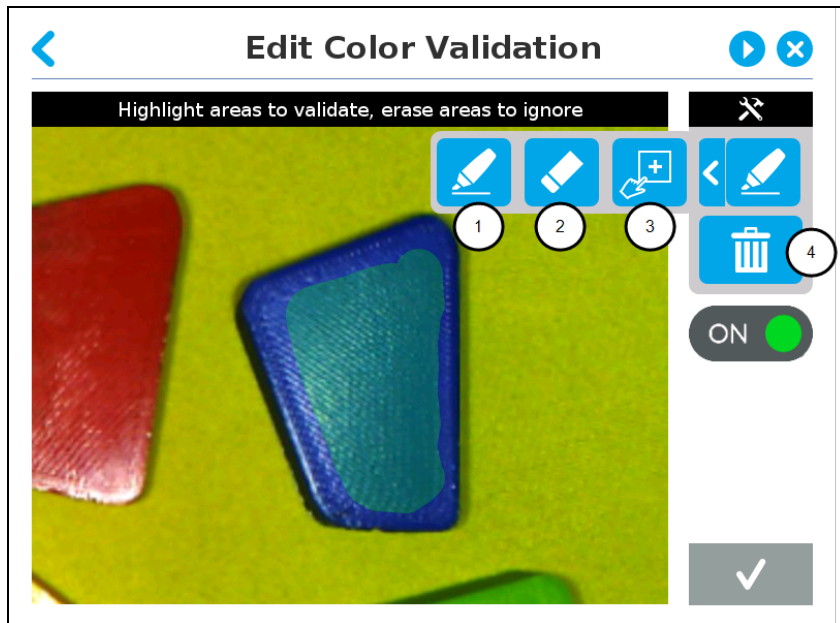 Edit Color Validation
Highlight areas to validate, erase areas to ignore
1
2
3
4
ON